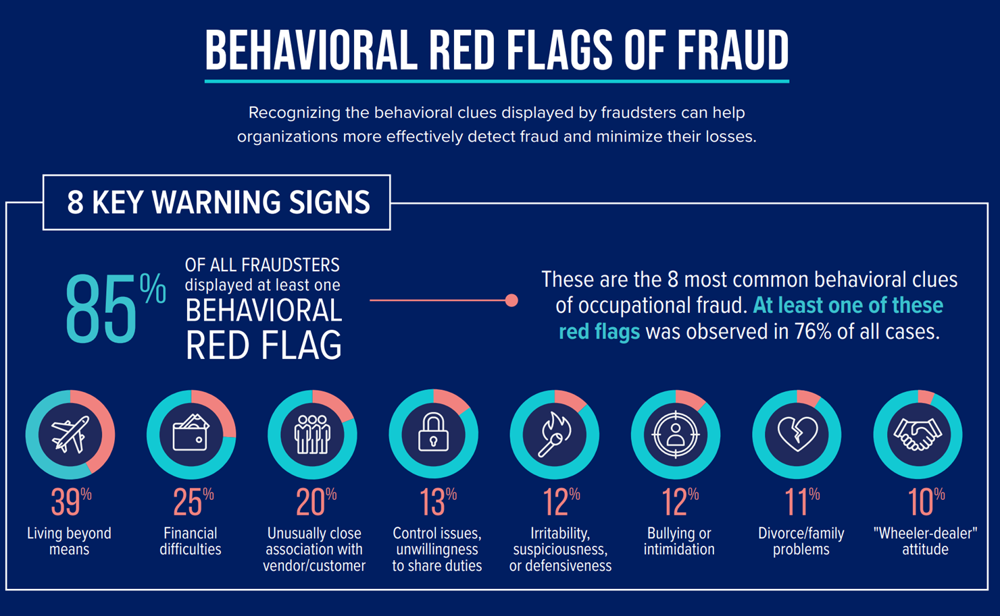 BEHAVIORAL RED FLAGS OF FRAUD
Recognizing the behavioral clues displayed by fraudsters can help
organizations more effectively detect fraud and minimize their losses.
8 KEY WARNING SIGNS
85%
OF ALL FRAUDSTERS
displayed at least one
BEHAVIORAL
RED FLAG
These are the 8 most common behavioral clues
of occupational fraud. At least one of these
red flags was observed in 76% of all cases.
39%
Living beyond
means
25%
Financial
difficulties
20%
Unusually close
association with
vendor/customer
13%
Control issues,
unwillingness
to share duties
12%
Irritability,
suspiciousness,
or defensiveness
12%
Bullying or
intimidation
11%
Divorce/family
problems
10%
"Wheeler-dealer"
attitude